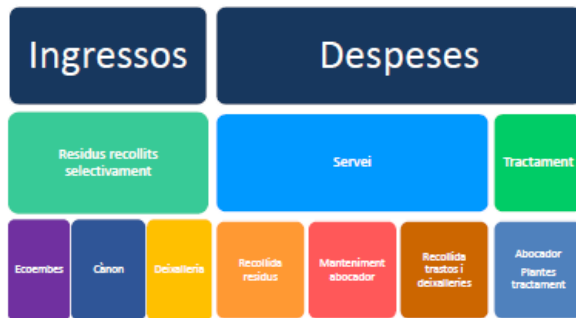 Ingressos
Despeses
Residus recollits
selectivament
Servei
Tractament
Ecoembes
Cànon
Deixalleria
Recollida
residus
Manteniment
abocador
Recollida
trastos i
deixalleries
Abocador
Plantes
tractament